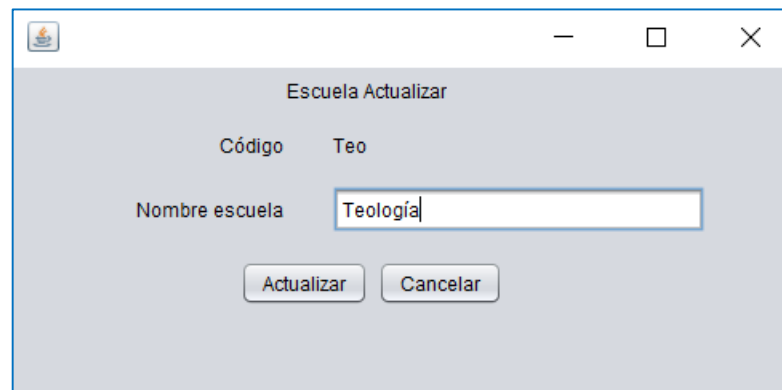 Escuela Actualizar
Código Teo
Nombre escuela Teología
Actualizar Cancelar